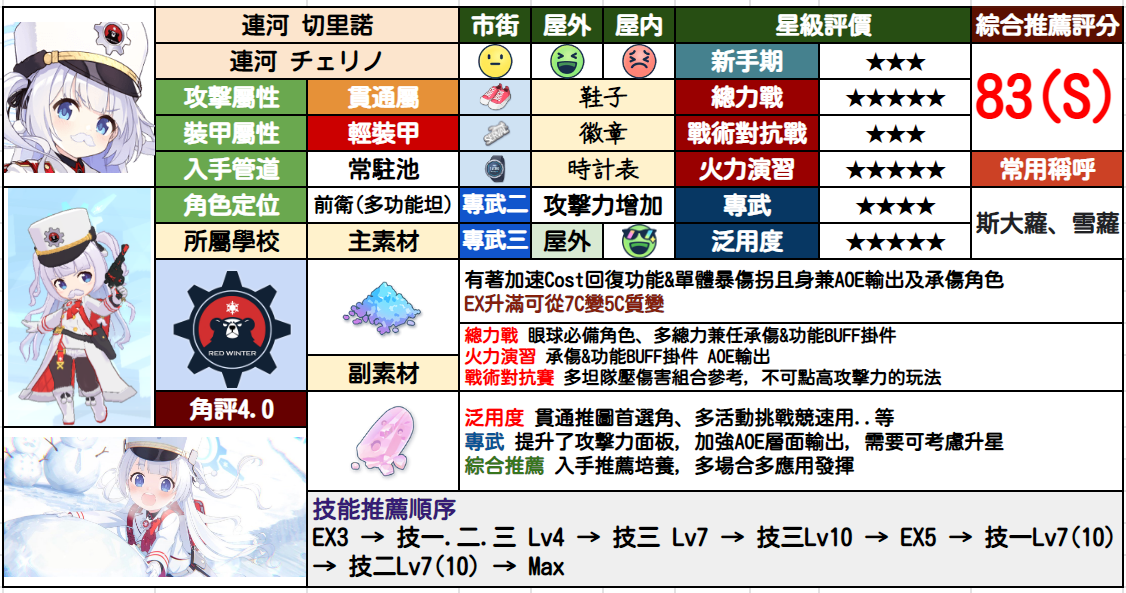 連河 切里諾
市街
屋外
屋内
星級評價
綜合推薦評分
連河 チェリノ
新手期
★★★
83(S)
攻擊屬性
貫通屬
鞋子
總力戰
★★★★★
裝甲屬性
輕裝甲
徽章
戰術對抗戰
★★★
入手管道
常駐池
時計表
火力演習
★★★★★
常用稱呼
角色定位
前衛(多功能坦)
專武二
攻擊力增加
專武
★★★★
斯大蘿、雪蘿
所屬學校
主素材
專武三
屋外
泛用度
★★★★★
RED WINTER
有著加速Cost回復功能&單體暴傷拐且身兼AOE輸出及承傷角色
EX升滿可從7C變5C質變
總力戰 眼球必備角色、多總力兼任承傷&功能BUFF掛件
火力演習 承傷&功能BUFF掛件 AOE輸出
戰術對抗賽 多坦隊壓傷害組合參考, 不可點高攻擊力的玩法
副素材
角評4.0
泛用度 貫通推圖首選角、多活動挑戰競速用..等
專武 提升了攻擊力面板, 加強AOE層面輸出, 需要可考慮升星
綜合推薦 入手推薦培養, 多場合多應用發揮
技能推薦順序
EX3 → 技一.二.三 Lv4 → 技三 Lv7 → 技三Lv10 → EX5 → 技一Lv7(10)
→ 技二Lv7(10) → Max